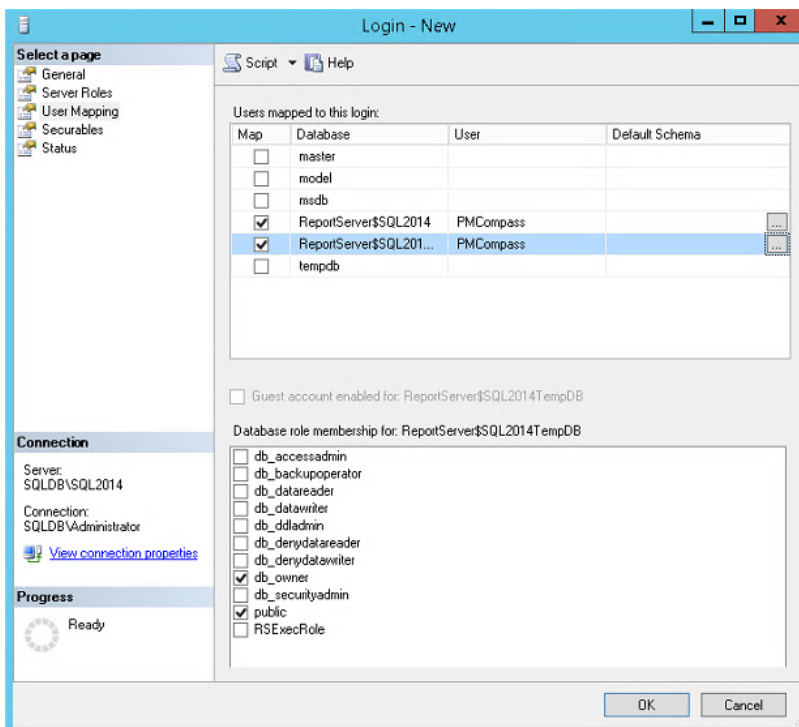 Login - New
Select a page
General
Server Roles
User Mapping
Securables
Status
Script Help
Users mapped to this login:
Map Database User Default Schema
master
model
msdb
ReportServer$SQL2014 PMCompass ...
ReportServer$SQL201... PMCompass ...
tempdb
Guest account enabled for: ReportServer$SQL2014TempDB
Database role membership for: ReportServer$SQL2014TempDB
db_accessadmin
db_backupoperator
db_datareader
db_datawriter
db_ddladmin
db_denydatareader
db_denydatawriter
db_owner
db_securityadmin
public
RSExecRole
Connection
Server:
SQLDB\SQL2014
Connection:
SQLDB\Administrator
View connection properties
Progress
Ready
OK Cancel